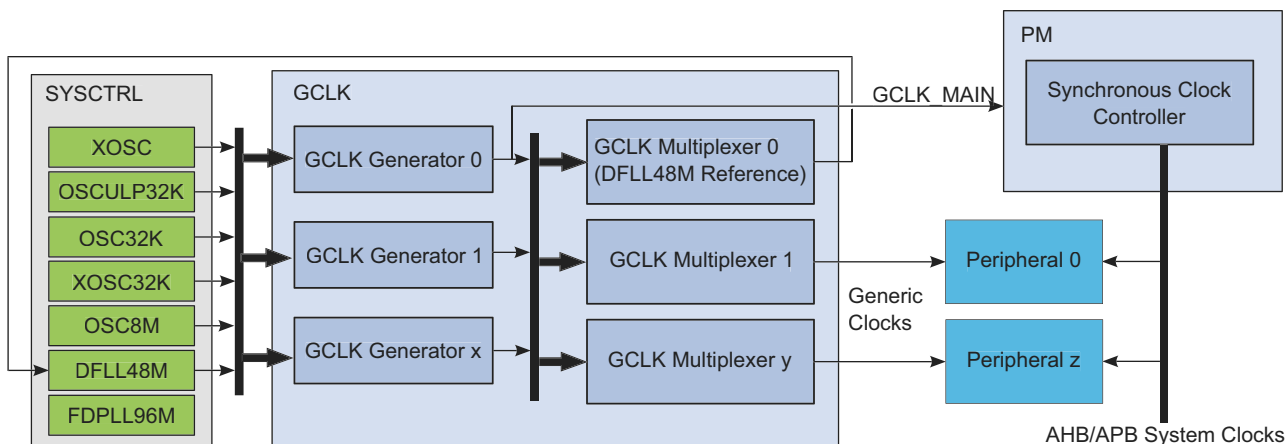 PM
Synchronous Clock
Controller
SYSCTRL
XOSC
OSCULP32K
OSC32K
XOSC32K
OSC8M
DFLL48M
FDPLL96M
GCLK
GCLK Generator 0
GCLK Generator 1
GCLK Generator x
GCLK Multiplexer 0
(DFLL48M Reference)
GCLK Multiplexer 1
GCLK Multiplexer y
GCLK_MAIN
Generic
Clocks
Peripheral 0
Peripheral z
AHB/APB System Clocks